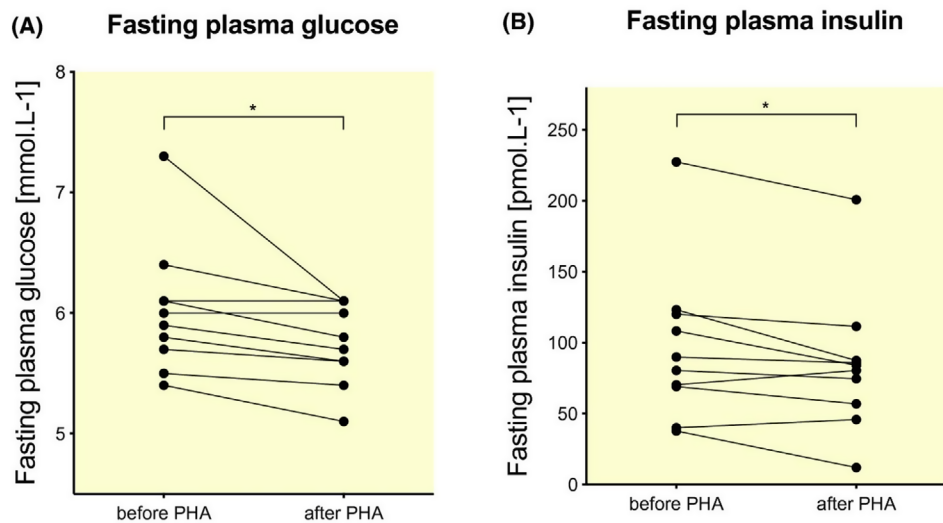 (A) Fasting plasma glucose
Fasting plasma glucose [mmol.L-1]
8
7
6
5
*
before PHA
after PHA
(B) Fasting plasma insulin
Fasting plasma insulin [pmol.L-1]
250
200
150
100
50
0
*
before PHA
after PHA